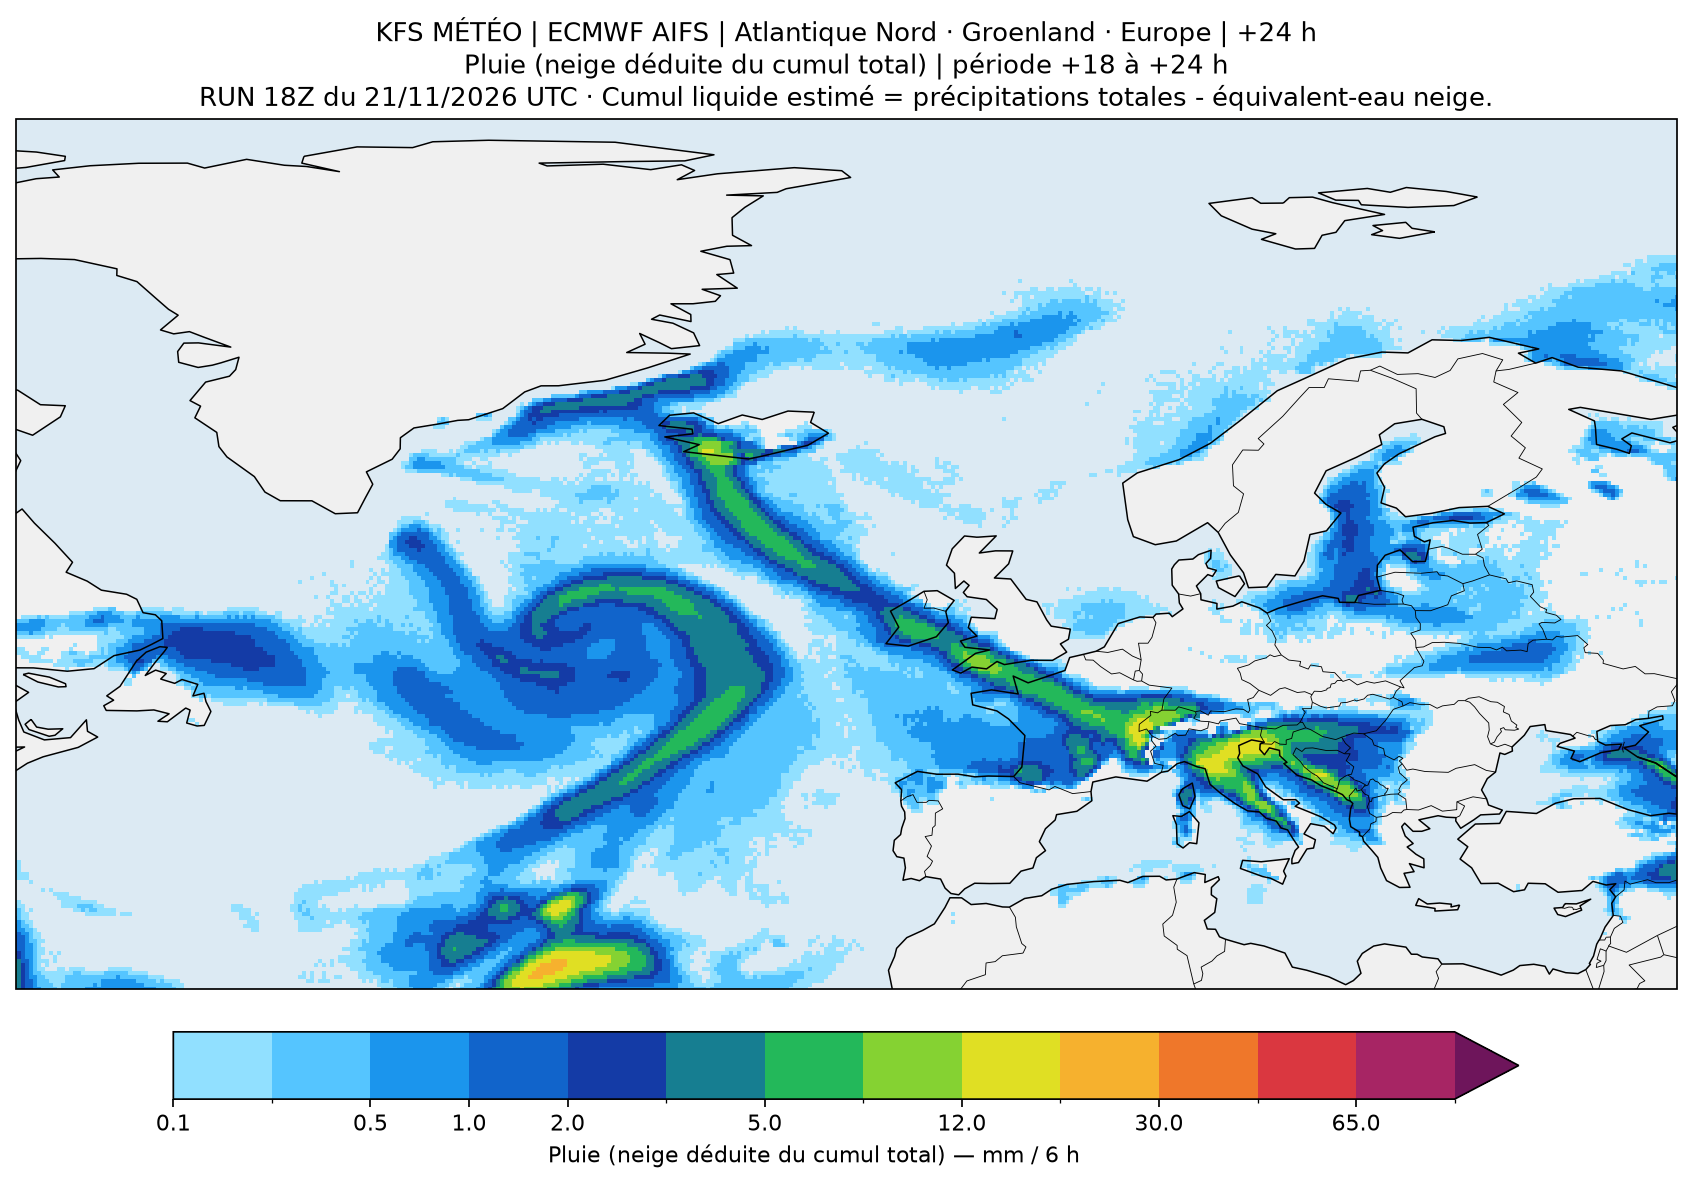 KFS MÉTÉO | ECMWF AIFS | Atlantique Nord · Groenland · Europe | +24 h
Pluie (neige déduite du cumul total) | période +18 à +24 h
RUN 18Z du 21/11/2026 UTC · Cumul liquide estimé = précipitations totales - équivalent-eau neige.
0.1 0.5 1.0 2.0 5.0 12.0 30.0 65.0
Pluie (neige déduite du cumul total) — mm / 6 h